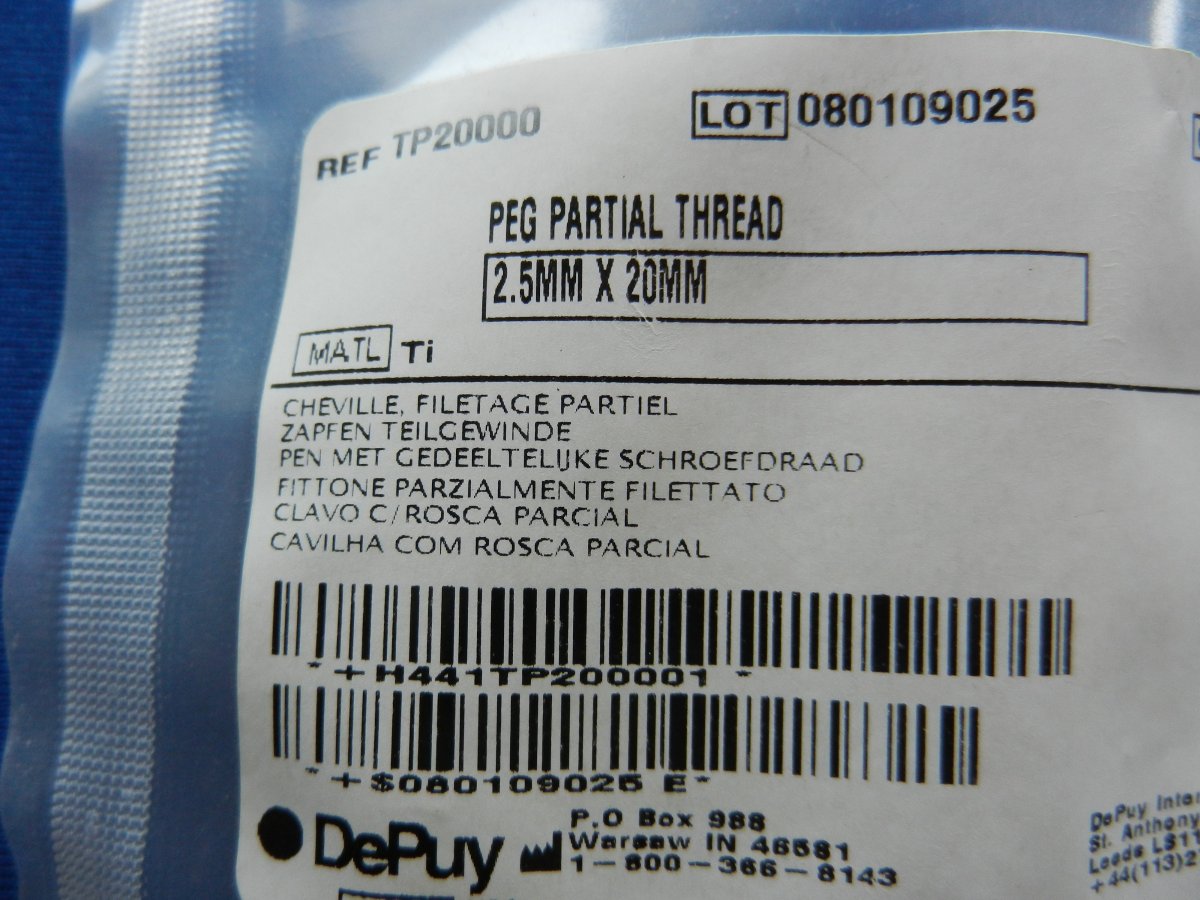 REF TP20000
LOT 080109025
PEG PARTIAL THREAD
2.5MM X 20MM
MATL Ti
CHEVILLE, FILETAGE PARTIEL
ZAPFEN TEILGEWINDE
PEN MET GEDEELTELIJKE SCHROEFDRAAD
FITTONE PARZIALMENTE FILETTATO
CLAVO C/ROSCA PARCIAL
CAVILHA COM ROSCA PARCIAL
*+H441TP200001 *
*+$080109025 E*
DePuy
P.O Box 988
Warsaw IN 46581
1-800-366-8143
DePuy
St. Anthony
Leeds
+44(113)2